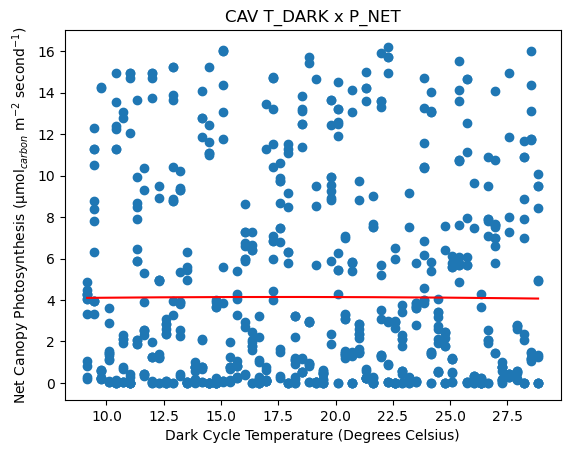 CAV T_DARK x P_NET
Net Canopy Photosynthesis (μmol_carbon m⁻² second⁻¹)
16
14
12
10
8
6
4
2
0
10.0 12.5 15.0 17.5 20.0 22.5 25.0 27.5
Dark Cycle Temperature (Degrees Celsius)